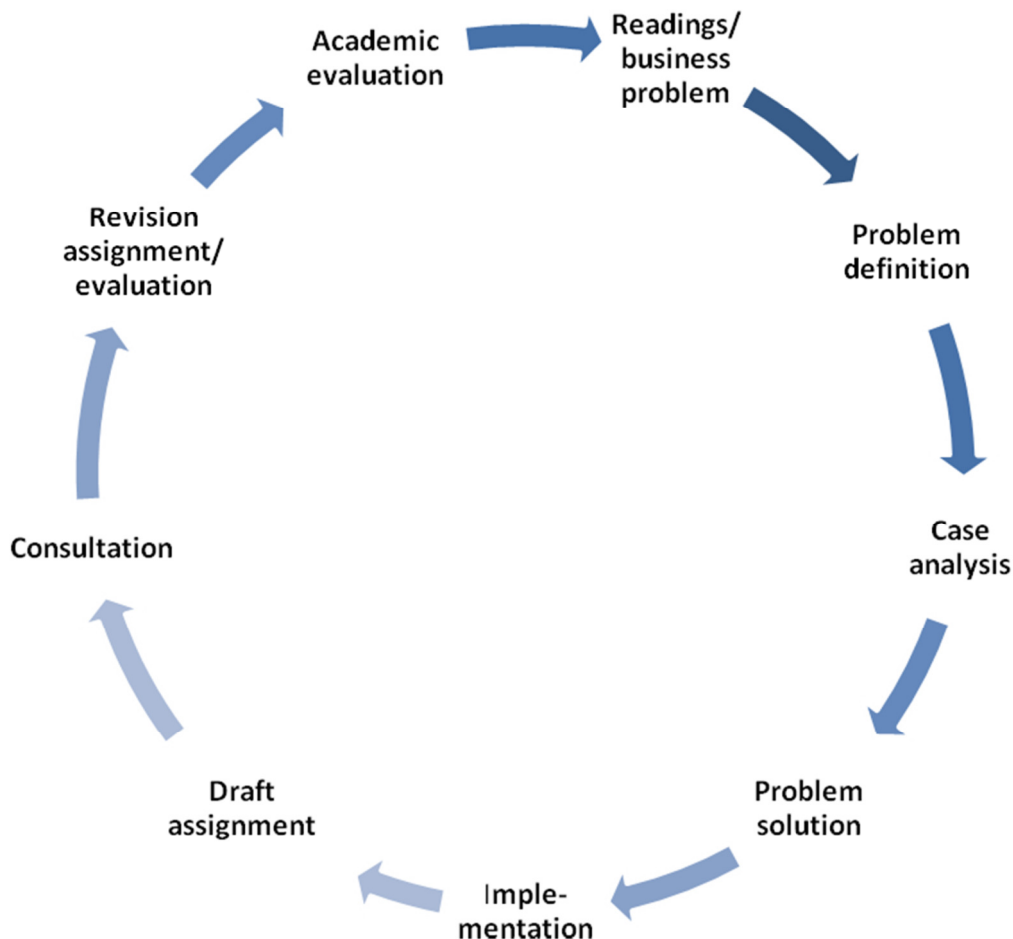 Readings/
business
problem
Problem
definition
Case
analysis
Problem
solution
Imple-
mentation
Draft
assignment
Consultation
Revision
assignment/
evaluation
Academic
evaluation